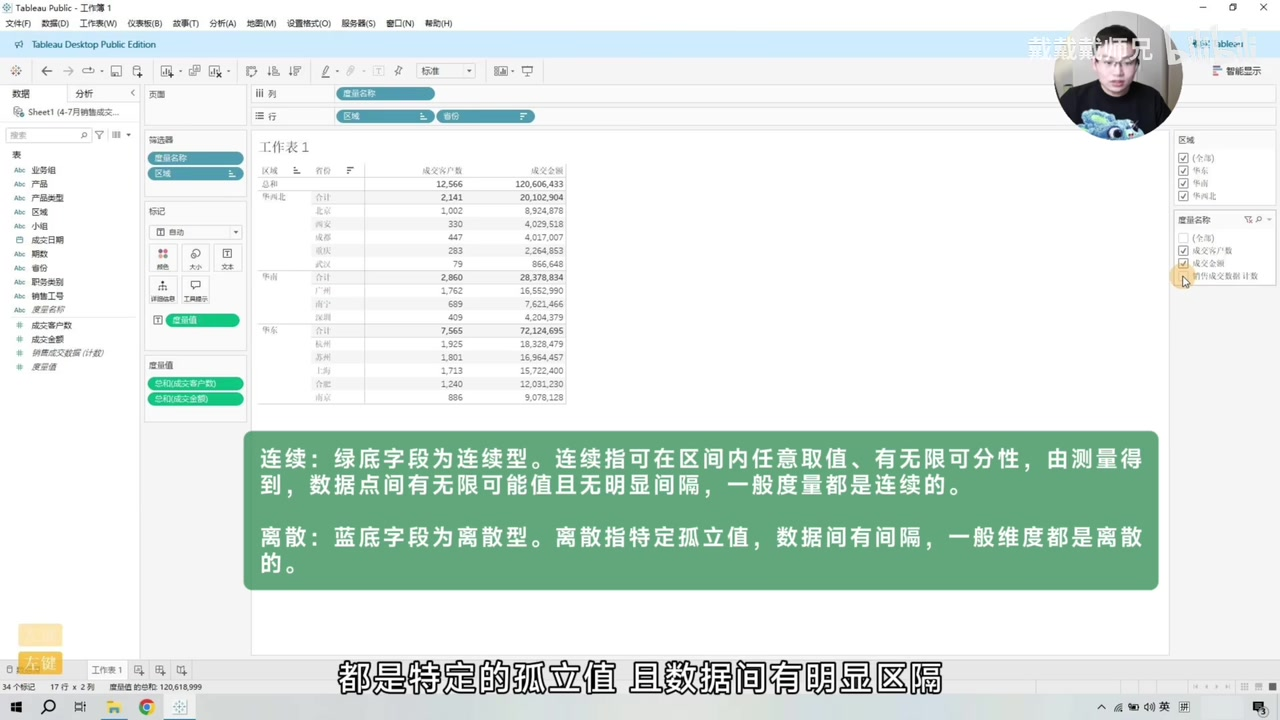 Tableau Public - 工作簿 1
文件(F) 数据(D) 工作表(W) 仪表板(B) 故事(T) 分析(A) 地图(M) 设置格式(O) 服务器(S) 窗口(N) 帮助(H)
Tableau Desktop Public Edition
戴戴戴师兄
标准
智能显示
数据 分析
Sheet1 (4-7月销售成交...
搜索
表
Abc 业务组
Abc 产品
Abc 产品类型
Abc 区域
Abc 小组
成交日期
Abc 期数
Abc 省份
Abc 职务类别
Abc 销售工号
Abc 度量名称
# 成交客户数
# 成交金额
# 销售成交数据 (计数)
# 度量值
页面
筛选器
度量名称
区域
标记
自动
颜色 大小 文本
详细信息 工具提示
度量值
度量值
总和(成交客户数)
总和(成交金额)
列 度量名称
行 区域 省份
工作表 1
区域 省份 成交客户数 成交金额
总和 12,566 120,606,433
华西北 合计 2,141 20,102,904
北京 1,002 8,924,878
西安 330 4,029,518
成都 447 4,017,007
重庆 283 2,264,853
武汉 79 866,648
华南 合计 2,860 28,378,834
广州 1,762 16,552,990
南宁 689 7,621,466
深圳 409 4,204,379
华东 合计 7,565 72,124,695
杭州 1,925 18,328,479
苏州 1,801 16,964,457
上海 1,713 15,722,400
合肥 1,240 12,031,230
南京 886 9,078,128
区域
(全部)
华东
华南
华西北
度量名称
(全部)
成交客户数
成交金额
销售成交数据 计数
连续：绿底字段为连续型。连续指可在区间内任意取值、有无限可分性，由测量得
到，数据点间有无限可能值且无明显间隔，一般度量都是连续的。
离散：蓝底字段为离散型。离散指特定孤立值，数据间有间隔，一般维度都是离散
的。
左键
工作表 1
都是特定的孤立值 且数据间有明显区隔
34 个标记 17 行 x 2 列 度量值 的总和: 120,618,999
英 拼
3